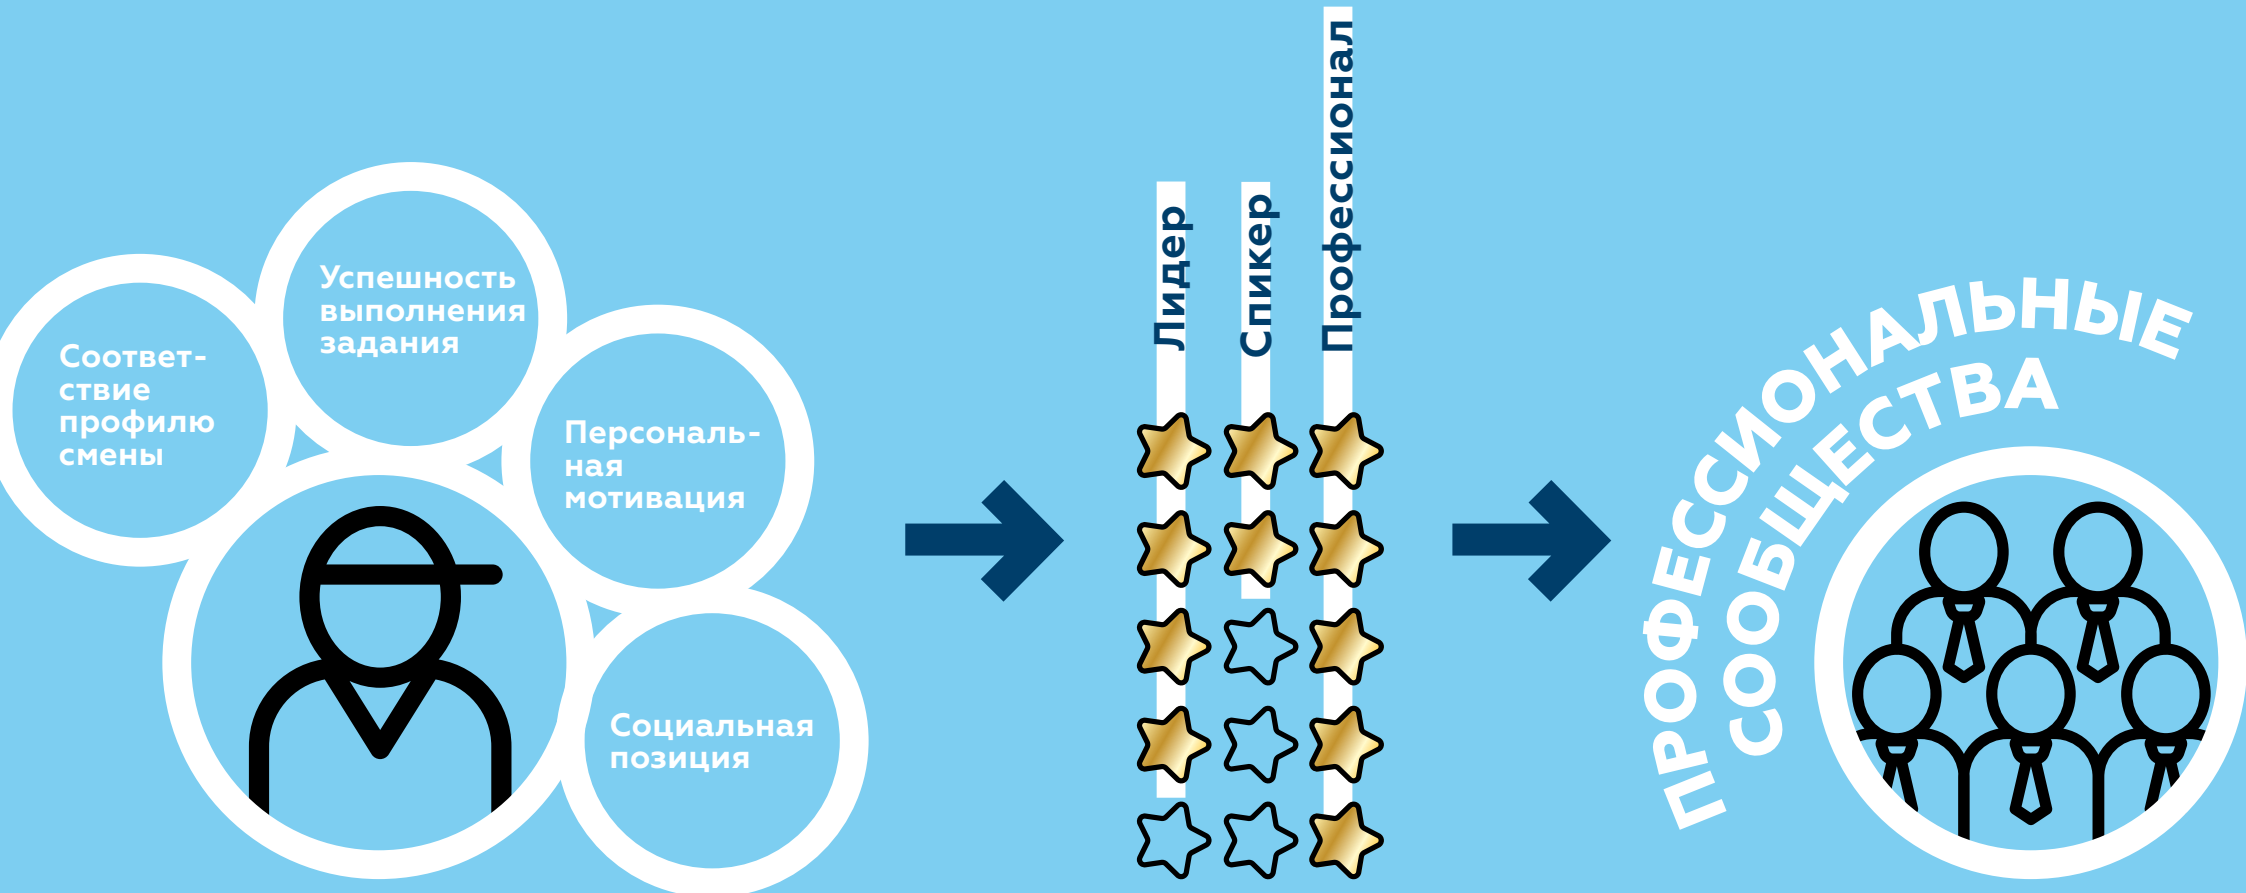 Соответ-
ствие
профилю
смены
Успешность
выполнения
задания
Персональ-
ная
мотивация
Социальная
позиция
Лидер
Спикер
Профессионал
ПРОФЕССИОНАЛЬНЫЕ
СООБЩЕСТВА